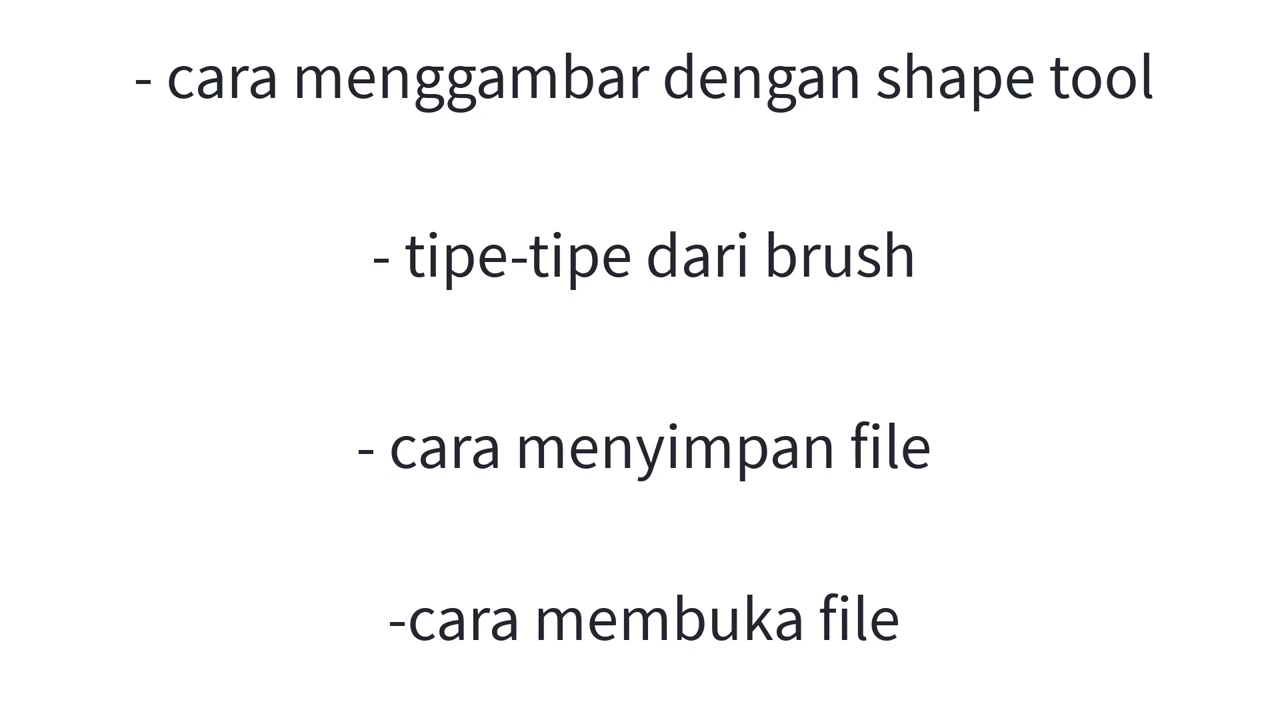 - cara menggambar dengan shape tool
- tipe-tipe dari brush
- cara menyimpan file
-cara membuka file